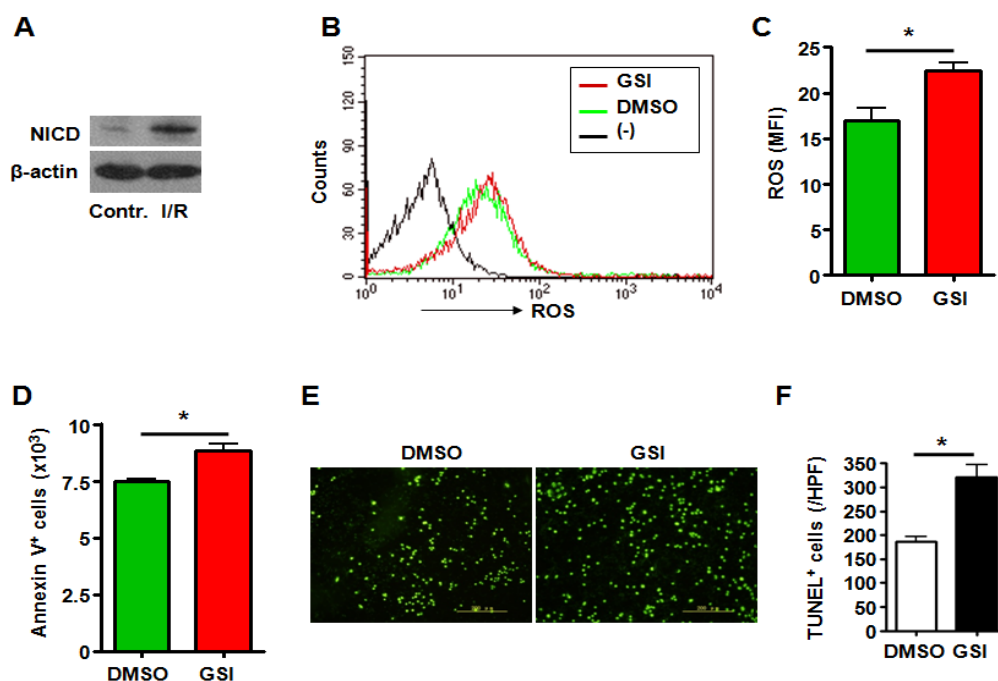 A
NICD
β-actin
Contr. I/R
B
150
120
90
60
30
0
Counts
GSI
DMSO
(-)
10⁰ 10¹ 10² 10³ 10⁴
ROS
C
*
ROS (MFI)
25
20
15
10
5
0
DMSO GSI
D
*
Annexin V⁺ cells (x10³)
10
7.5
5
2.5
0
DMSO GSI
E
DMSO GSI
F
*
TUNEL⁺ cells (/HPF)
350
300
250
200
150
100
50
0
DMSO GSI